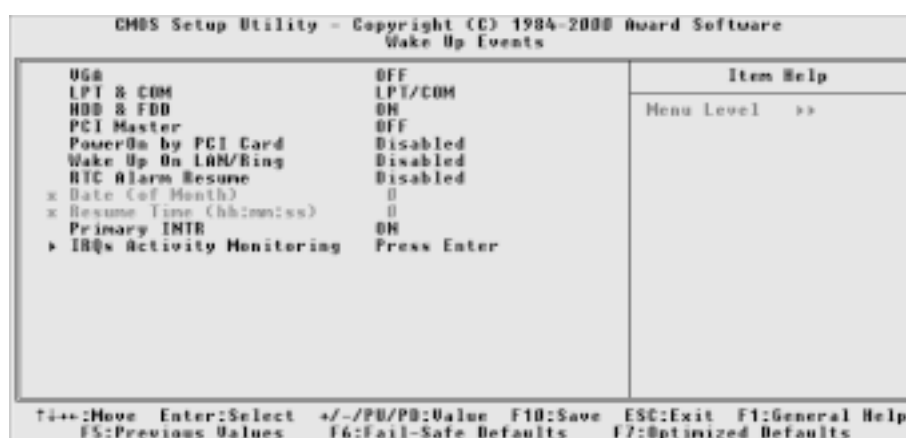 CMOS Setup Utility - Copyright (C) 1984-2000 Award Software
Wake Up Events
VGA OFF
LPT & COM LPT/COM
HDD & FDD ON
PCI Master OFF
PowerOn by PCI Card Disabled
Wake Up On LAN/Ring Disabled
RTC Alarm Resume Disabled
x Date (of Month) 0
x Resume Time (hh:mm:ss) 0
Primary INTR ON
▸ IRQs Activity Monitoring Press Enter
Item Help
Menu Level ▸▸
↑↓→←:Move Enter:Select +/-/PU/PD:Value F10:Save ESC:Exit F1:General Help
F5:Previous Values F6:Fail-Safe Defaults F7:Optimized Defaults